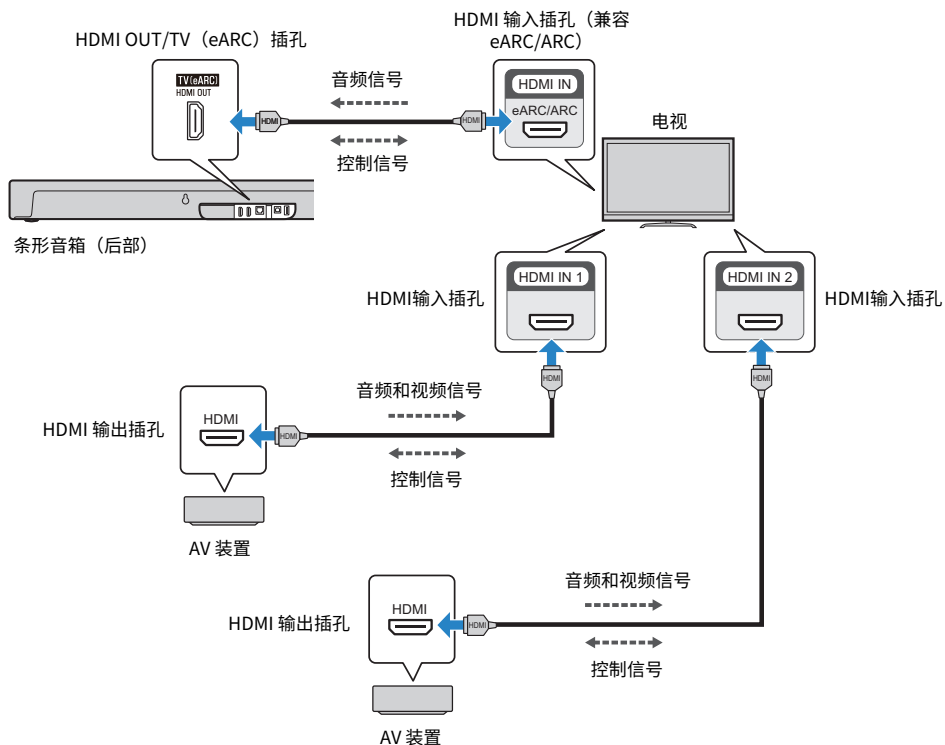 HDMI 输入插孔（兼容
eARC/ARC）
HDMI OUT/TV（eARC）插孔
TV(eARC)
HDMI OUT
音频信号
HDMI IN
eARC/ARC
HDMI
HDMI
电视
控制信号
条形音箱（后部）
HDMI IN 1
HDMI IN 2
HDMI输入插孔
HDMI输入插孔
HDMI
HDMI
音频和视频信号
HDMI
HDMI 输出插孔
HDMI
控制信号
AV 装置
音频和视频信号
HDMI
HDMI 输出插孔
HDMI
控制信号
AV 装置